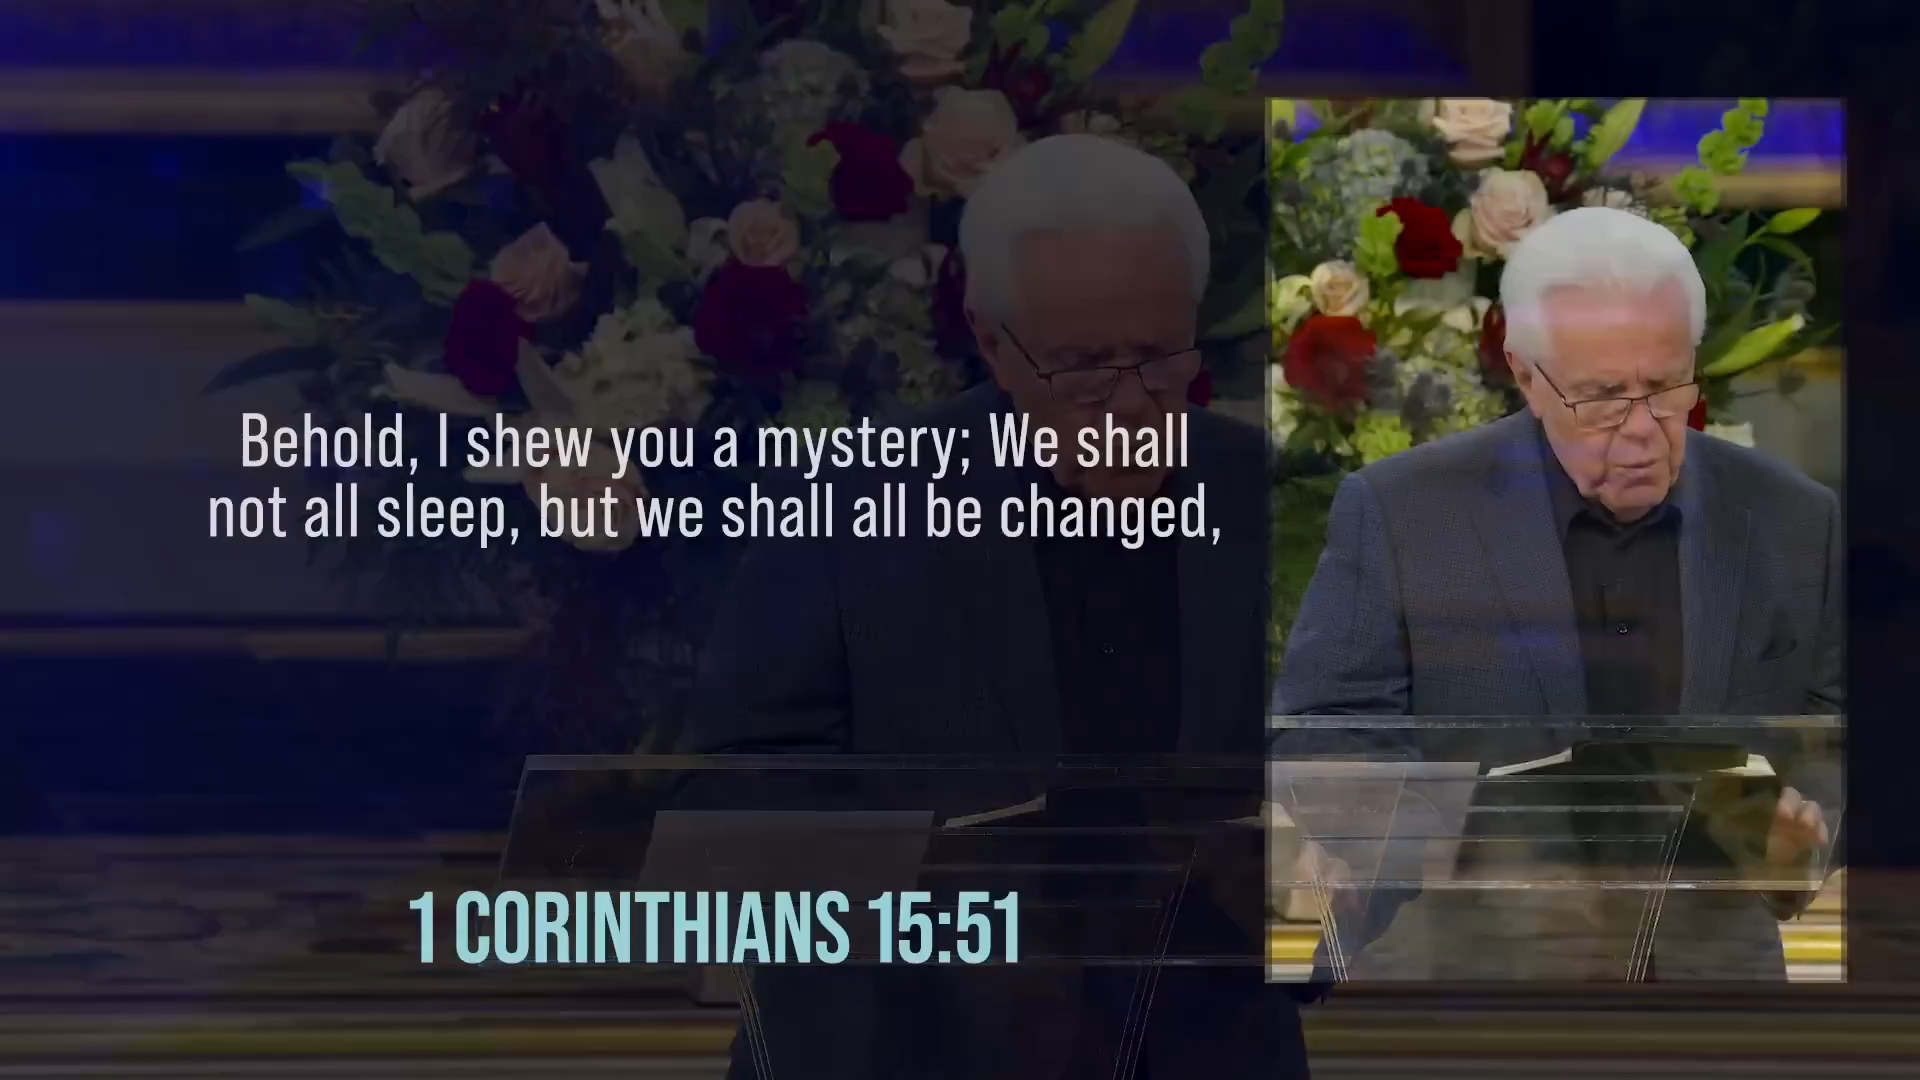 Behold, I shew you a mystery; We shall
not all sleep, but we shall all be changed,
1 CORINTHIANS 15:51